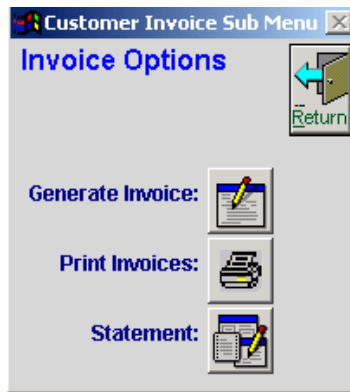 Customer Invoice Sub Menu
Invoice Options
Return
Generate Invoice:
Print Invoices:
Statement: